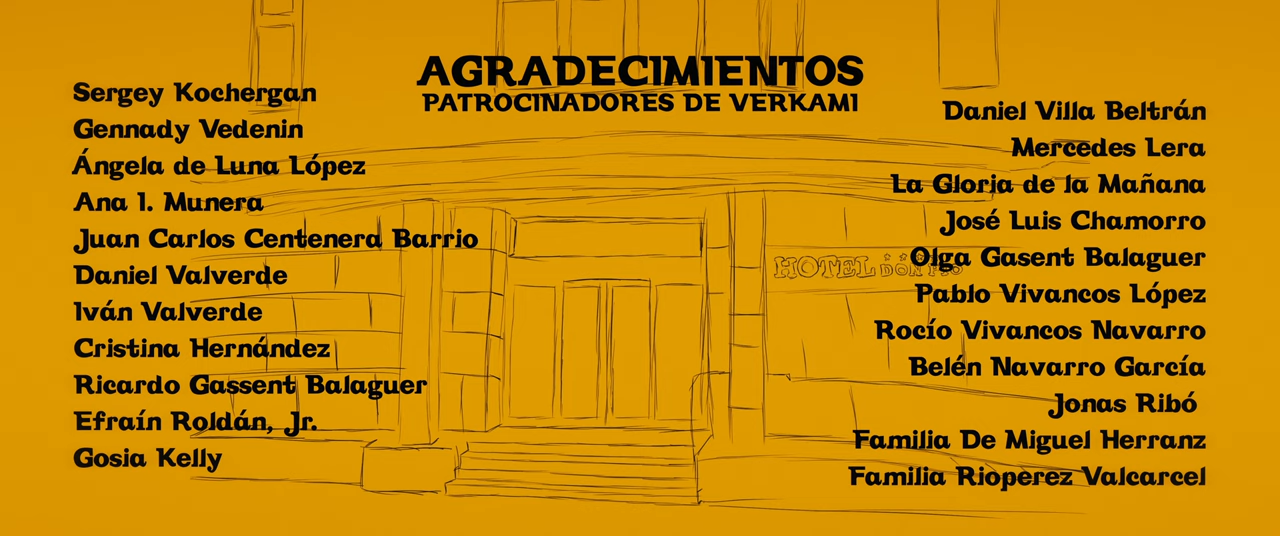 AGRADECIMIENTOS
PATROCINADORES DE VERKAMI
Sergey Kochergan
Gennady Vedenin
Ángela de Luna López
Ana I. Munera
Juan Carlos Centenera Barrio
Daniel Valverde
Iván Valverde
Cristina Hernández
Ricardo Gassent Balaguer
Efraín Roldán, Jr.
Gosia Kelly
Daniel Villa Beltrán
Mercedes Lera
La Gloria de la Mañana
José Luis Chamorro
Olga Gasent Balaguer
Pablo Vivancos López
Rocío Vivancos Navarro
Belén Navarro García
Jonas Ribó
Familia De Miguel Herranz
Familia Rioperez Valcarcel
HOTEL DON